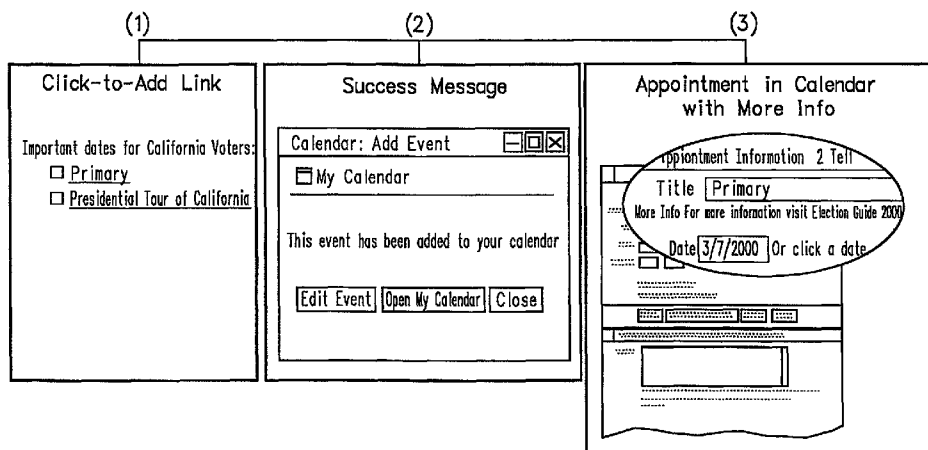 (1)
(2)
(3)
Click-to-Add Link
Important dates for California Voters:
Primary
Presidential Tour of California
Success Message
Calendar: Add Event
My Calendar
This event has been added to your calendar
Edit Event
Open My Calendar
Close
Appointment in Calendar
with More Info
Information 2 Tell
Title Primary
More Info For more information visit Election Guide 2000
Date 3/7/2000 Or click a date